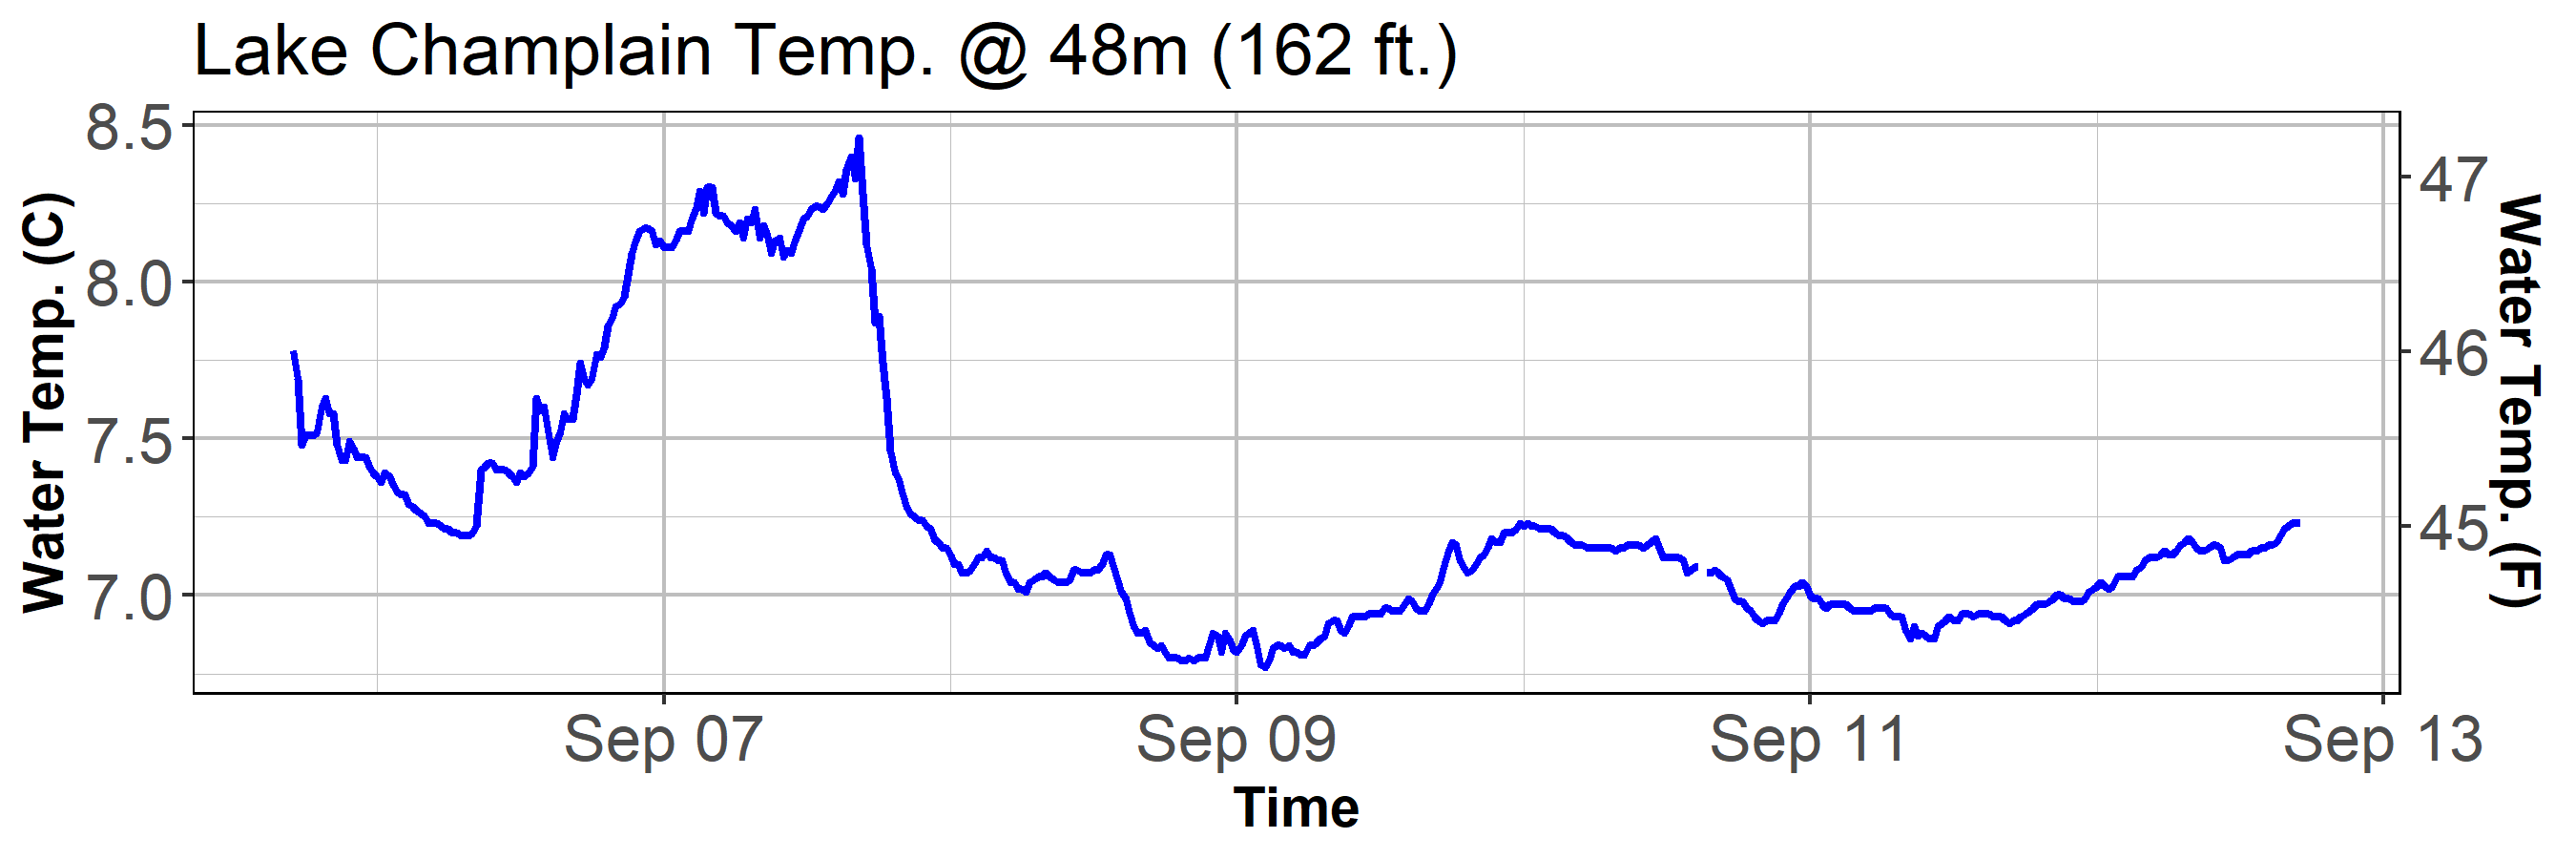 Lake Champlain Temp. @ 48m (162 ft.)
Water Temp. (C)
8.5
8.0
7.5
7.0
47
46
45
Water Temp. (F)
Sep 07 Sep 09 Sep 11 Sep 13
Time